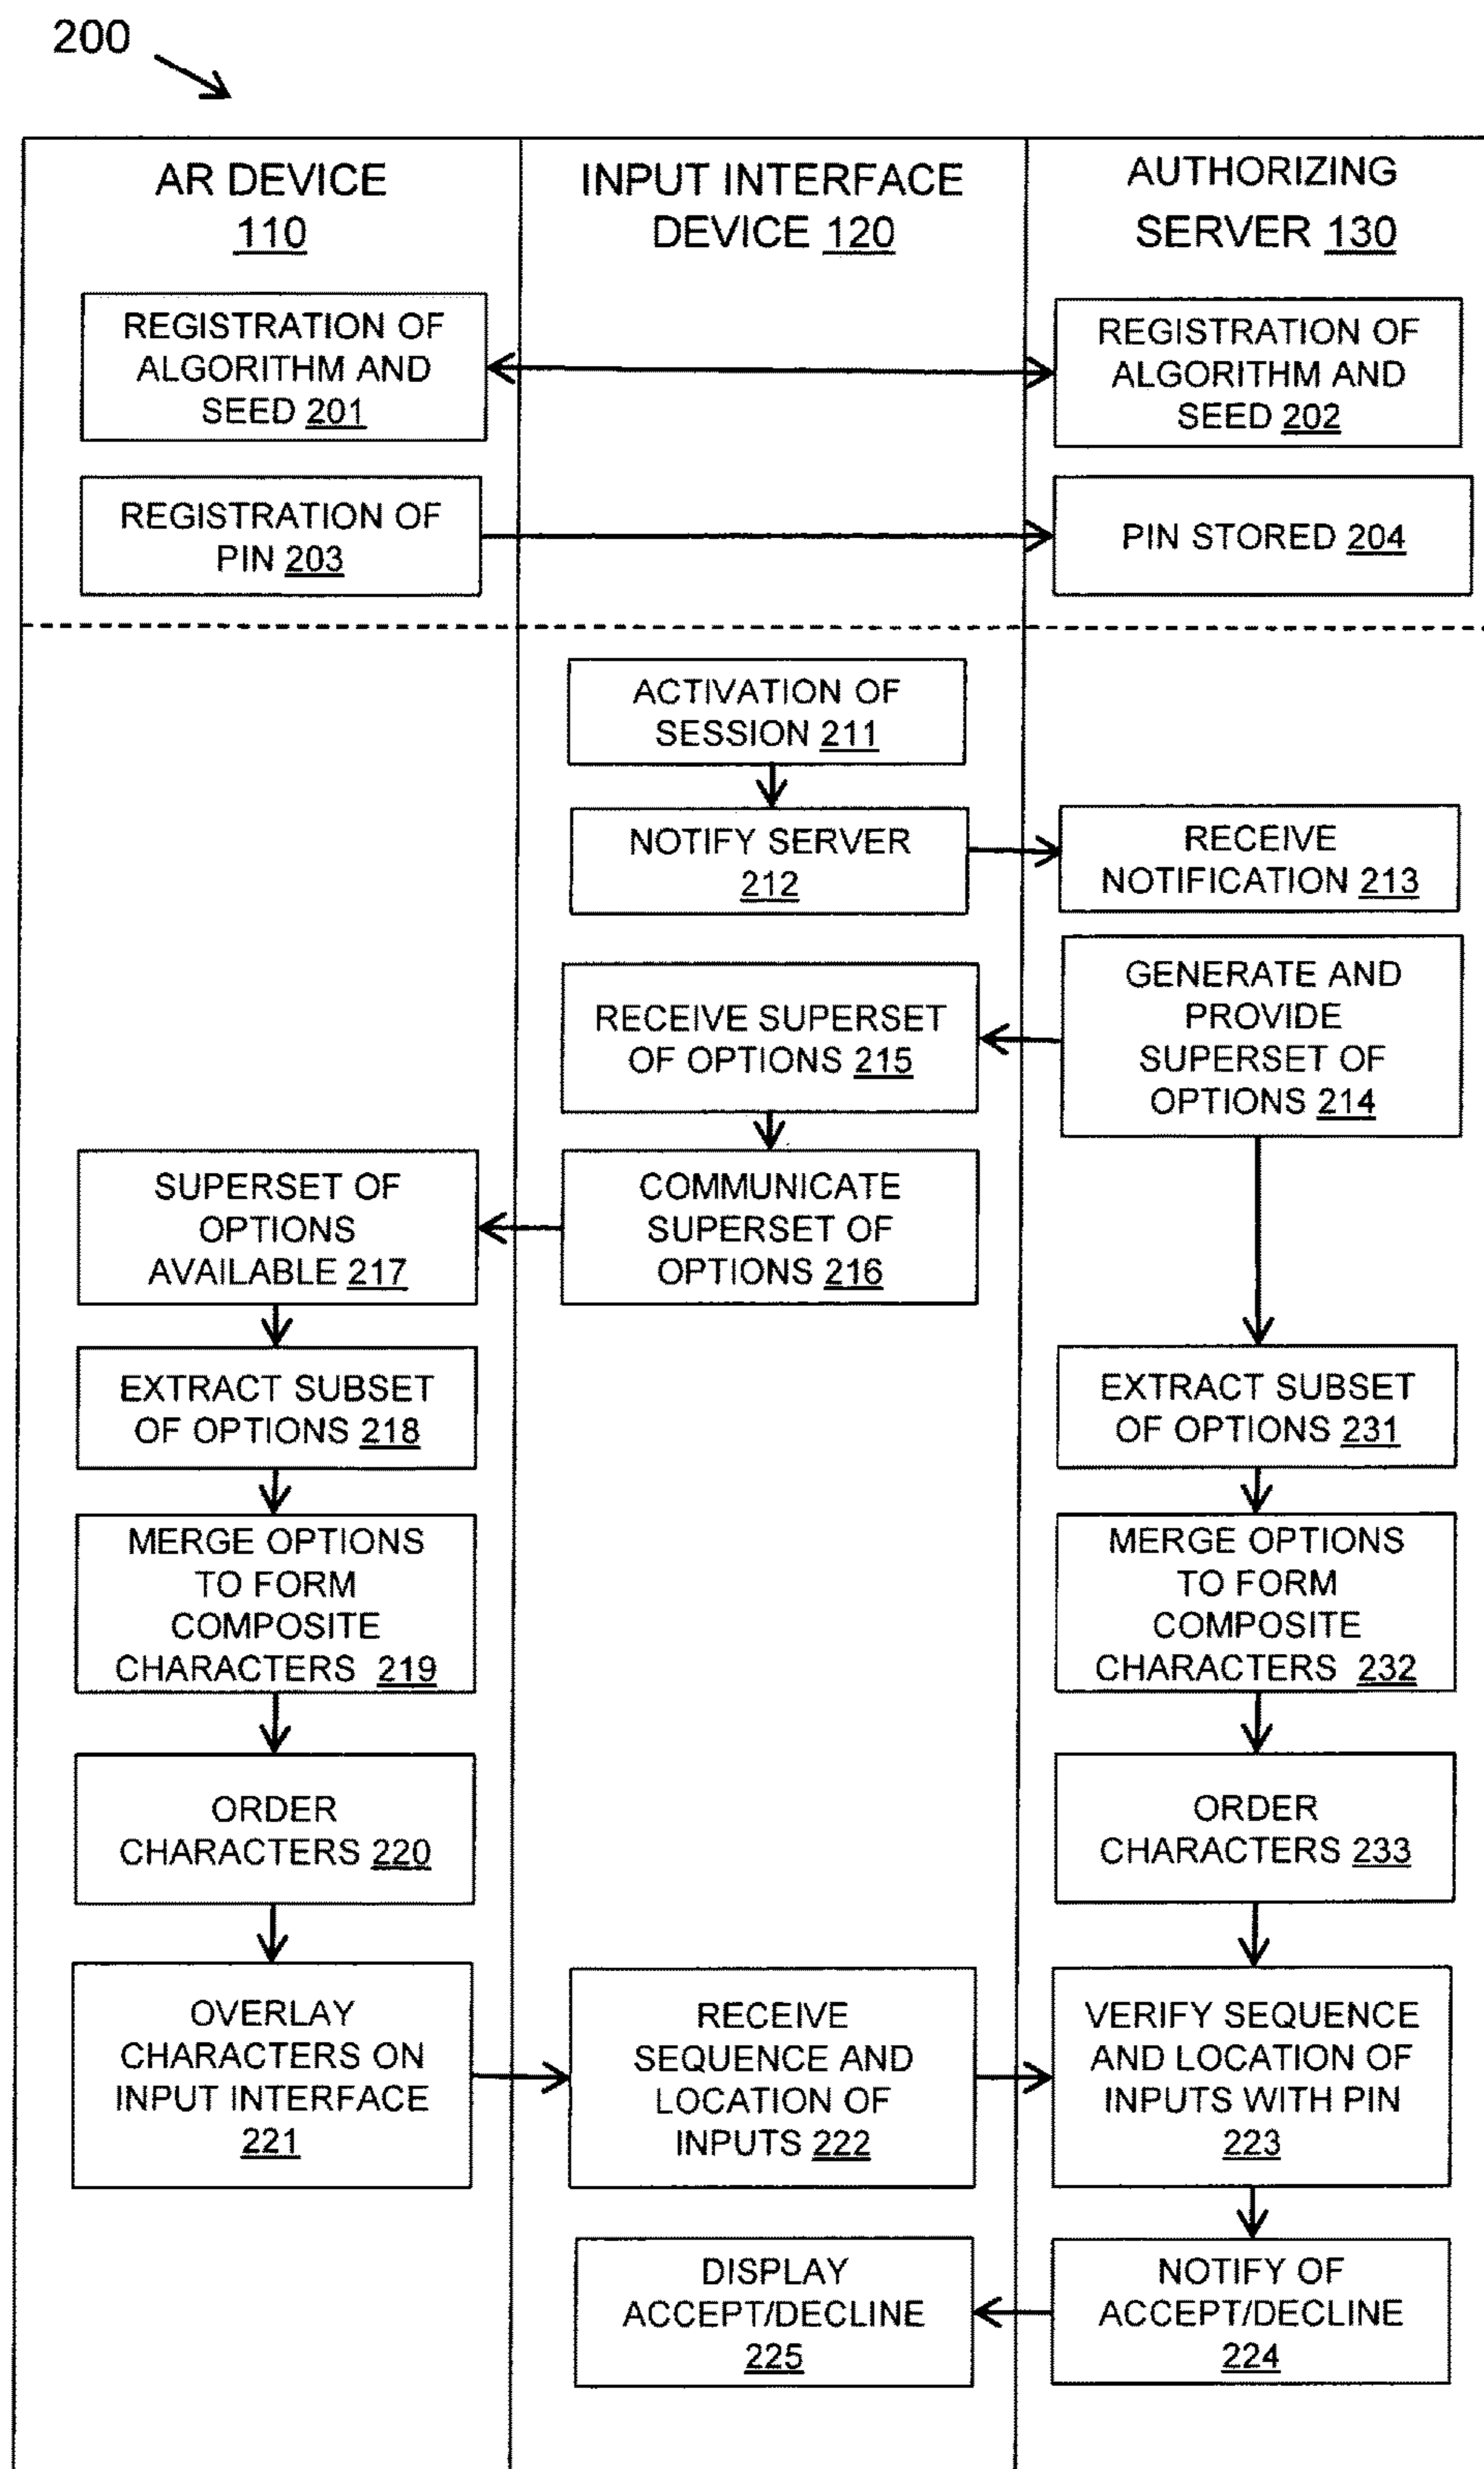 200
AR DEVICE
110
INPUT INTERFACE
DEVICE 120
AUTHORIZING
SERVER 130
REGISTRATION OF
ALGORITHM AND
SEED 201
REGISTRATION OF
ALGORITHM AND
SEED 202
REGISTRATION OF
PIN 203
PIN STORED 204
ACTIVATION OF
SESSION 211
NOTIFY SERVER
212
RECEIVE
NOTIFICATION 213
GENERATE AND
PROVIDE
SUPERSET OF
OPTIONS 214
RECEIVE SUPERSET
OF OPTIONS 215
COMMUNICATE
SUPERSET OF
OPTIONS 216
SUPERSET OF
OPTIONS
AVAILABLE 217
EXTRACT SUBSET
OF OPTIONS 218
EXTRACT SUBSET
OF OPTIONS 231
MERGE OPTIONS
TO FORM
COMPOSITE
CHARACTERS 219
MERGE OPTIONS
TO FORM
COMPOSITE
CHARACTERS 232
ORDER
CHARACTERS 220
ORDER
CHARACTERS 233
OVERLAY
CHARACTERS ON
INPUT INTERFACE
221
RECEIVE
SEQUENCE AND
LOCATION OF
INPUTS 222
VERIFY SEQUENCE
AND LOCATION OF
INPUTS WITH PIN
223
DISPLAY
ACCEPT/DECLINE
225
NOTIFY OF
ACCEPT/DECLINE
224